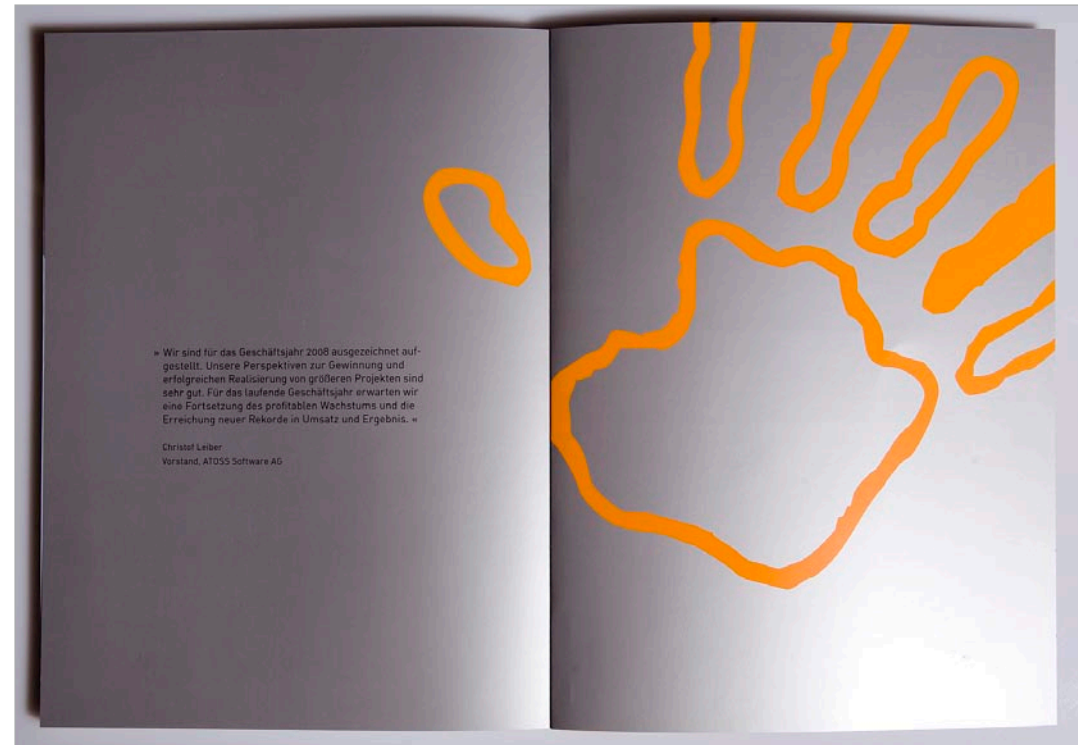 » Wir sind für das Geschäftsjahr 2008 ausgezeichnet auf-
gestellt. Unsere Perspektiven zur Gewinnung und
erfolgreichen Realisierung von größeren Projekten sind
sehr gut. Für das laufende Geschäftsjahr erwarten wir
eine Fortsetzung des profitablen Wachstums und die
Erreichung neuer Rekorde in Umsatz und Ergebnis. «
Christof Leiber
Vorstand, ATOSS Software AG